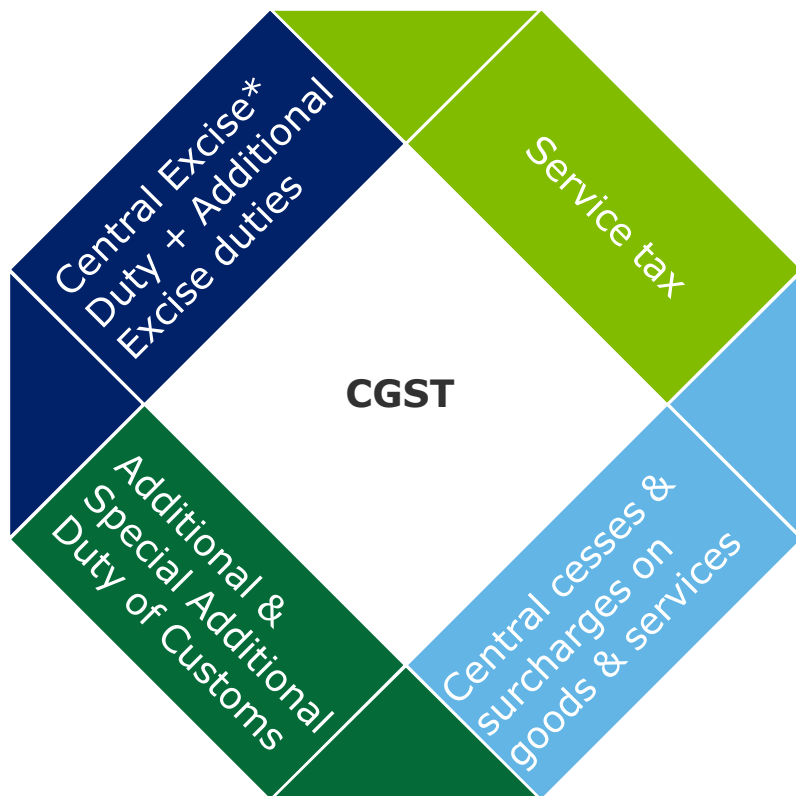 Central Excise*
Duty + Additional
Excise duties
Service tax
CGST
Additional &
Special Additional
Duty of Customs
Central cesses &
surcharges on
goods & services